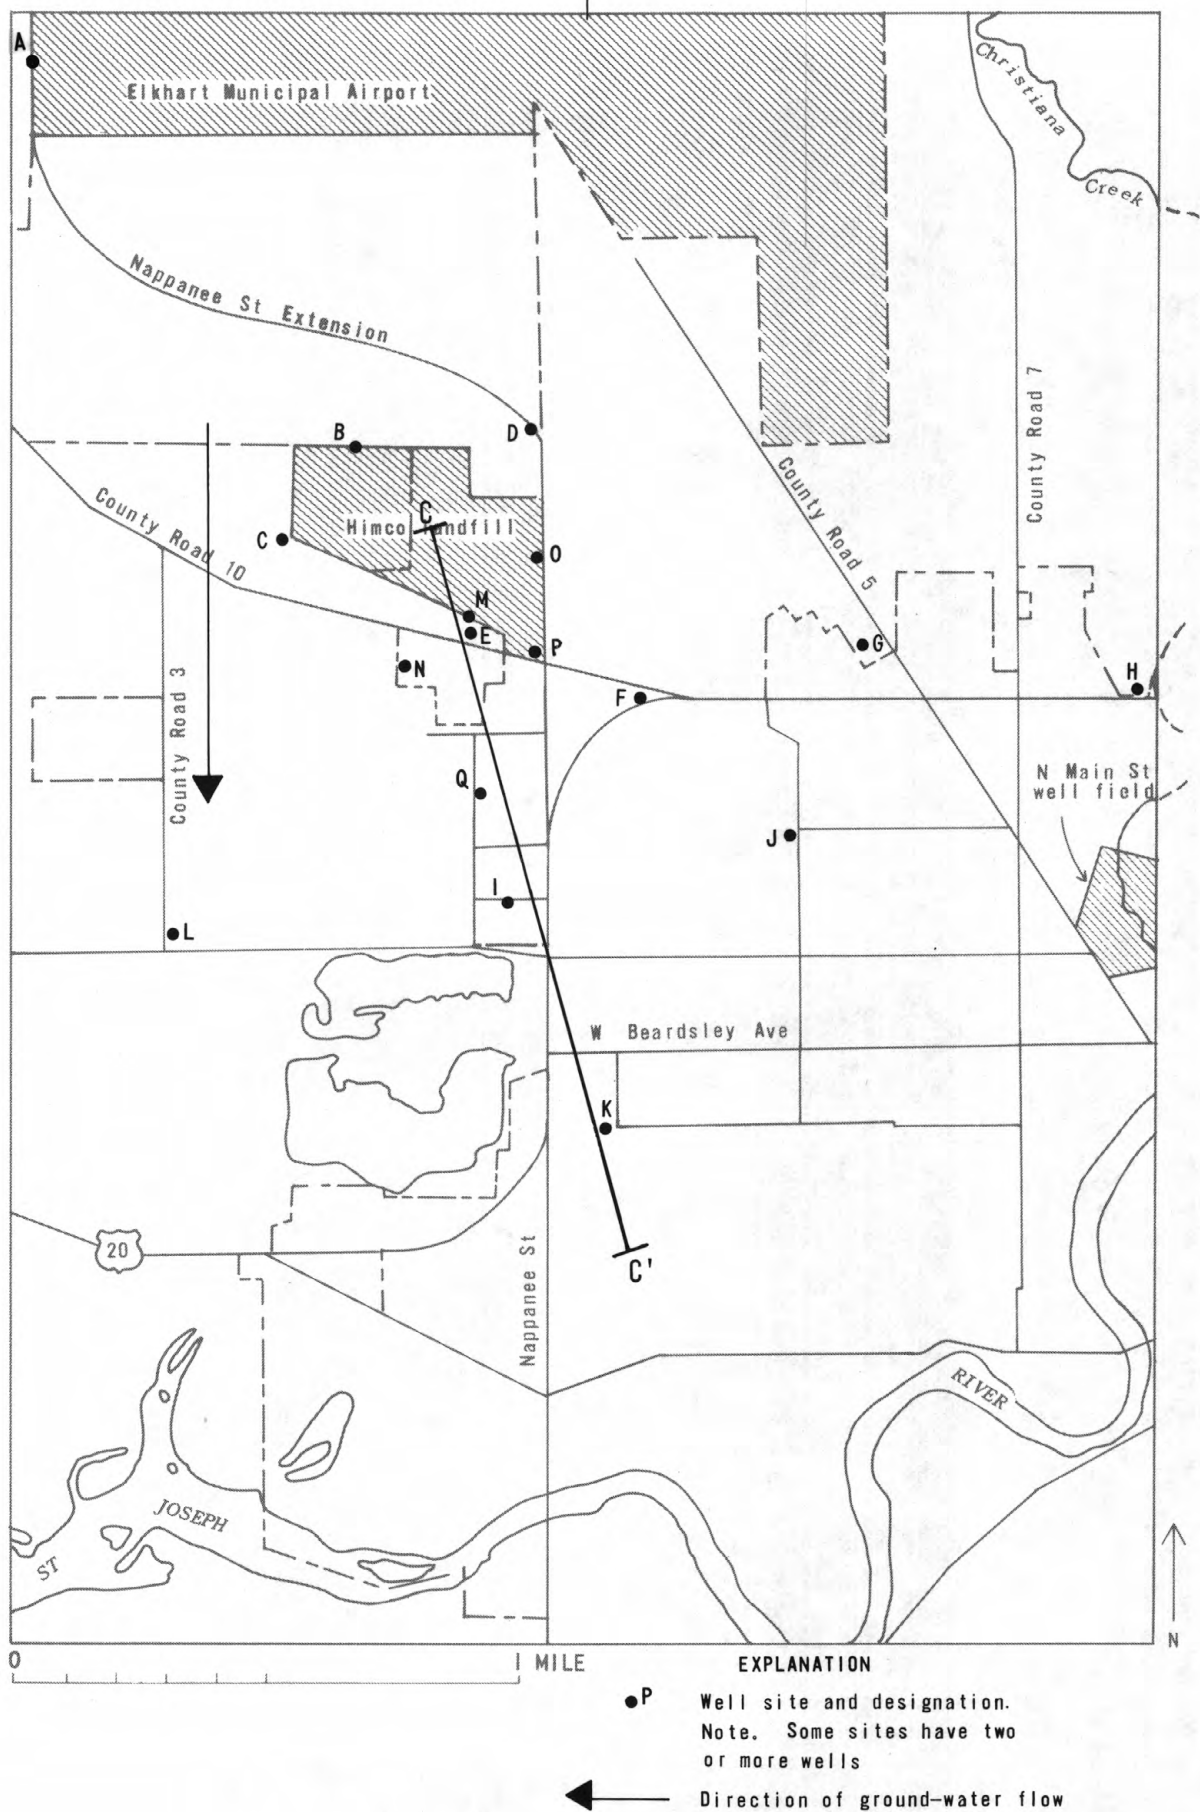 A
Elkhart Municipal Airport
Christiana
Creek
Nappanee St Extension
County Road 7
B
D
County Road 5
County Road 10
C
Himco Landfill
C
O
M
E
P
N
G
H
F
County Road 3
Q
N Main St
well field
J
I
L
W Beardsley Ave
K
20
C'
Nappanee St
RIVER
JOSEPH
ST
N
0
1 MILE
EXPLANATION
P Well site and designation.
Note. Some sites have two
or more wells
Direction of ground-water flow